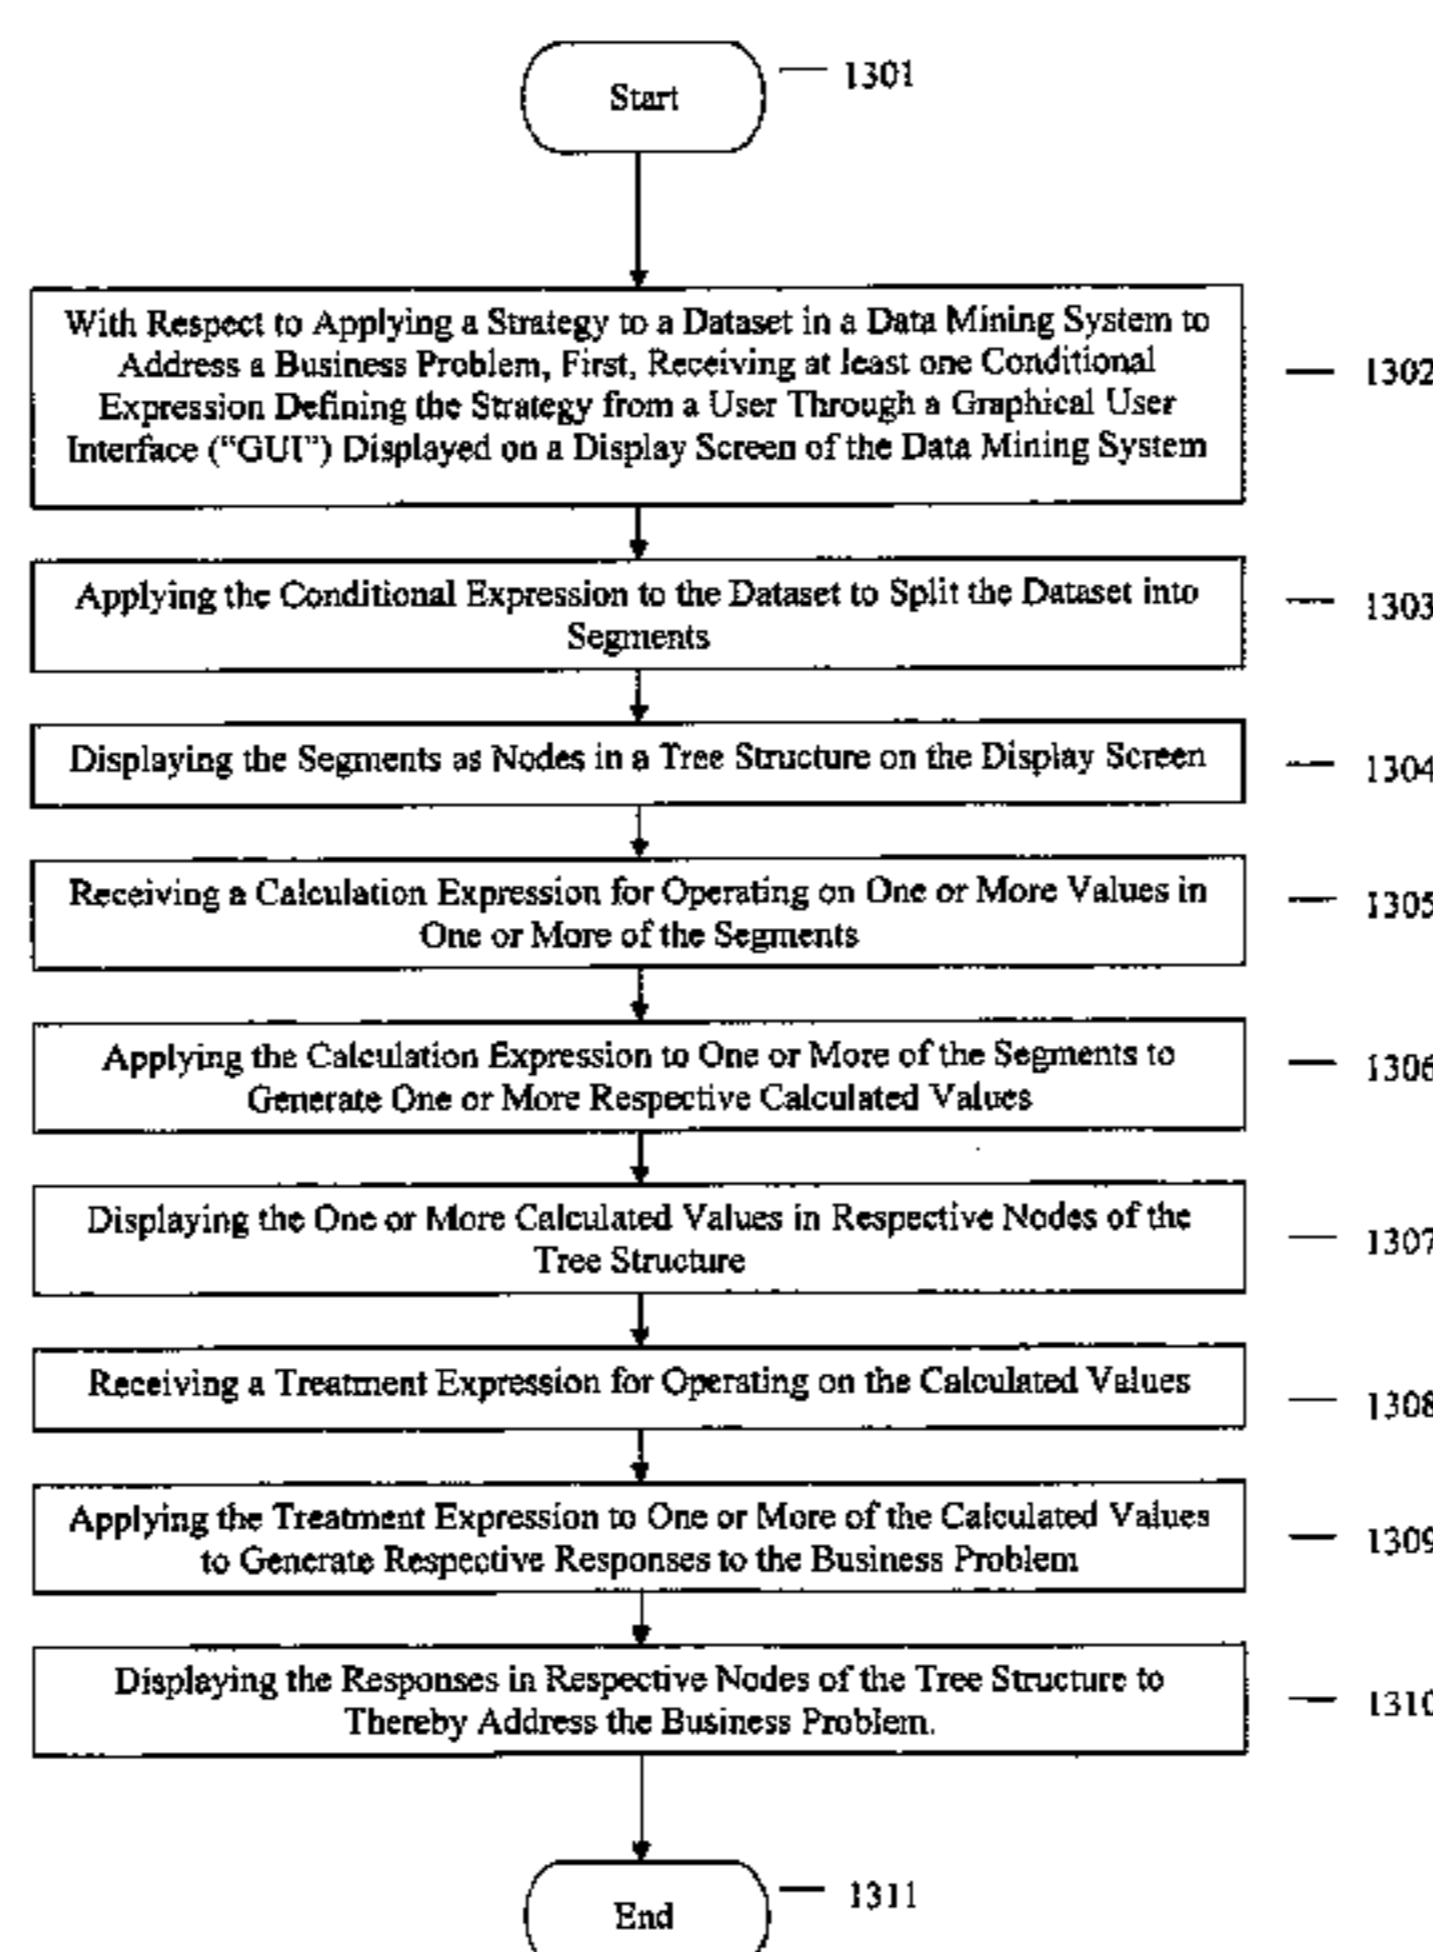 Start
1301
With Respect to Applying a Strategy to a Dataset in a Data Mining System to
Address a Business Problem, First, Receiving at least one Conditional
Expression Defining the Strategy from a User Through a Graphical User
Interface (“GUI”) Displayed on a Display Screen of the Data Mining System
1302
Applying the Conditional Expression to the Dataset to Split the Dataset into
Segments
1303
Displaying the Segments as Nodes in a Tree Structure on the Display Screen
1304
Receiving a Calculation Expression for Operating on One or More Values in
One or More of the Segments
1305
Applying the Calculation Expression to One or More of the Segments to
Generate One or More Respective Calculated Values
1306
Displaying the One or More Calculated Values in Respective Nodes of the
Tree Structure
1307
Receiving a Treatment Expression for Operating on the Calculated Values
1308
Applying the Treatment Expression to One or More of the Calculated Values
to Generate Respective Responses to the Business Problem
1309
Displaying the Responses in Respective Nodes of the Tree Structure to
Thereby Address the Business Problem.
1310
End
1311